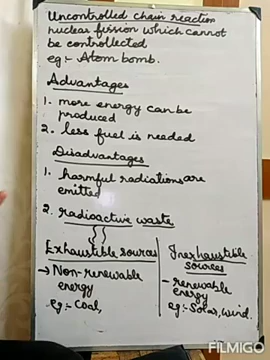 Uncontrolled chain reaction
nuclear fission which cannot
be controllected
eg:- Atom bomb.
Advantages
1. more energy can be
produced
2. less fuel is needed
Disadvantages
1. harmful radiations are
emitted
2. radioactive waste
Exhaustible sources
→ Non-renewable
energy
eg:- Coal,
Inexhaustible
sources
- renewable
energy
eg:- Solar, wind.
FILMIGO